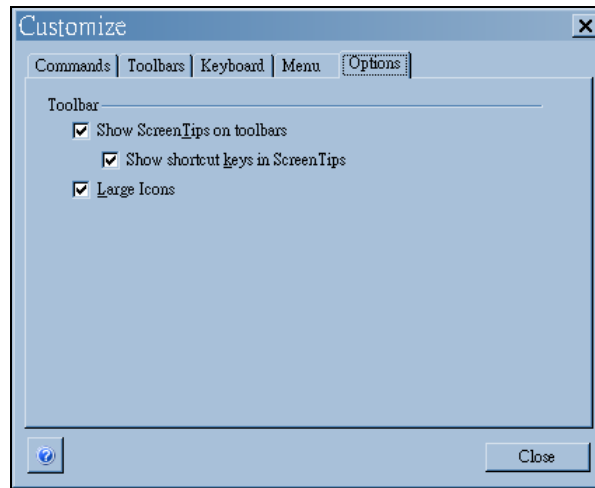 Customize
Commands Toolbars Keyboard Menu Options
Toolbar
Show ScreenTips on toolbars
Show shortcut keys in ScreenTips
Large Icons
Close